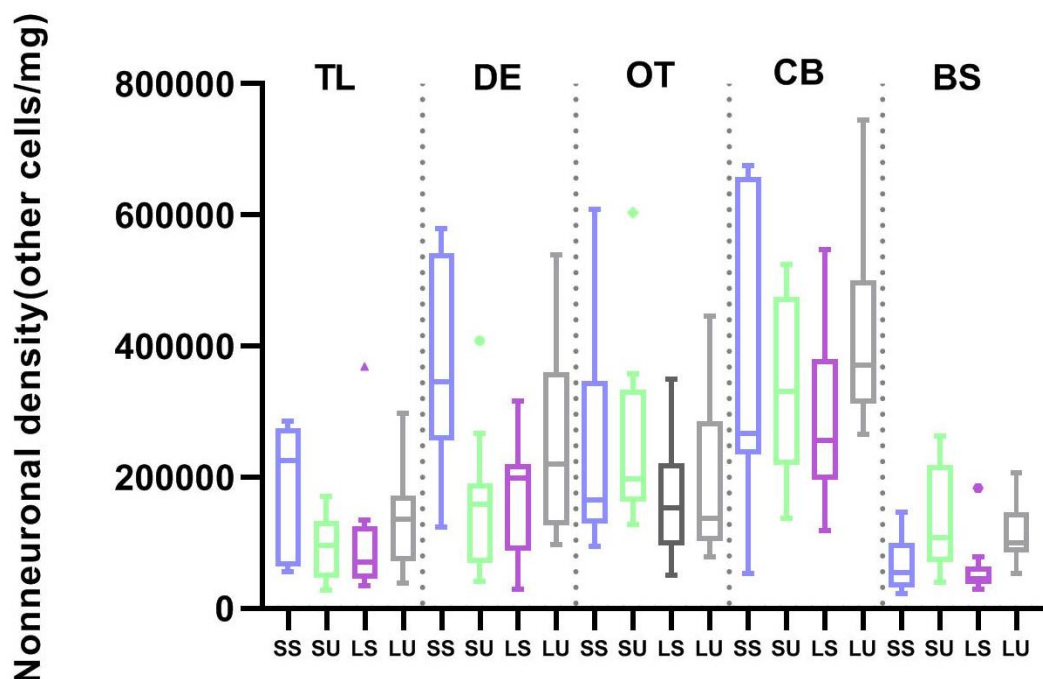 Nonneuronal density(other cells/mg)
TL DE OT CB BS
800000
600000
400000
200000
0
SS SU LS LU SS SU LS LU SS SU LS LU SS SU LS LU SS SU LS LU